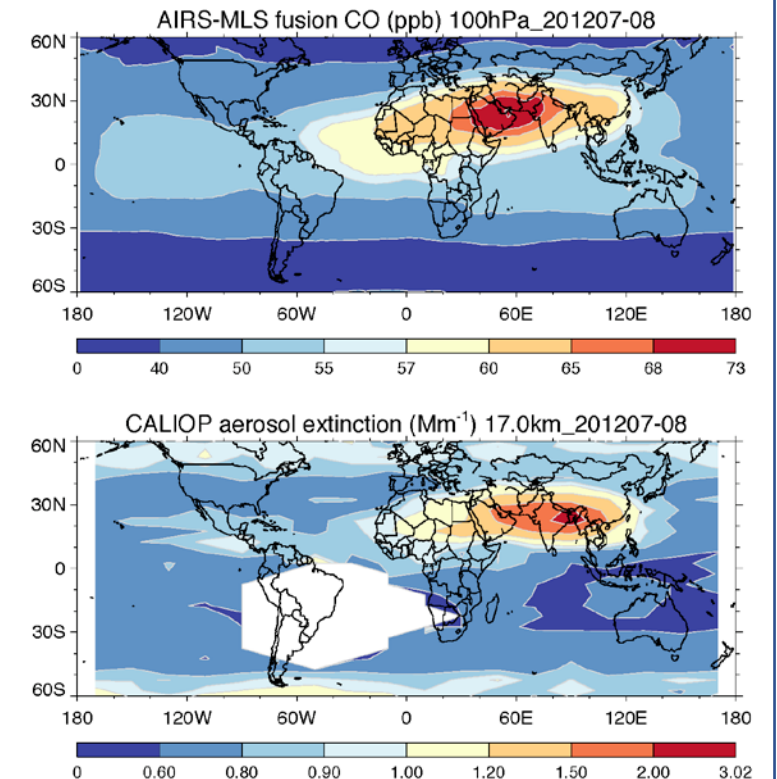 AIRS-MLS fusion CO (ppb) 100hPa_201207-08
60N
30N
0
30S
60S
180 120W 60W 0 60E 120E 180
0 40 50 55 57 60 65 68 73
CALIOP aerosol extinction (Mm⁻¹) 17.0km_201207-08
60N
30N
0
30S
60S
180 120W 60W 0 60E 120E 180
0 0.60 0.80 0.90 1.00 1.20 1.50 2.00 3.02